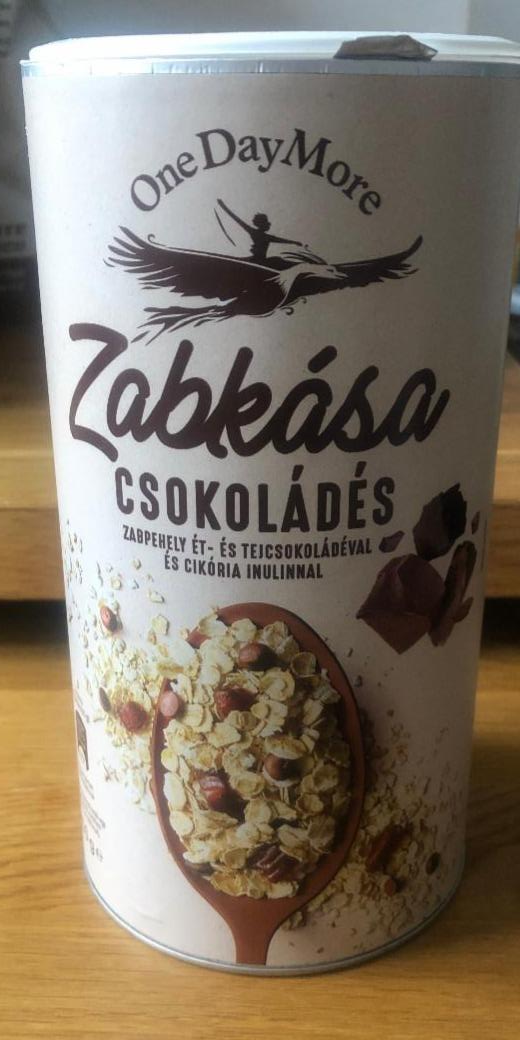 OneDayMore
Zabkása
CSOKOLÁDÉS
ZABPEHELY ÉT- ÉS TEJCSOKOLÁDÉVAL
ÉS CIKÓRIA INULINNAL